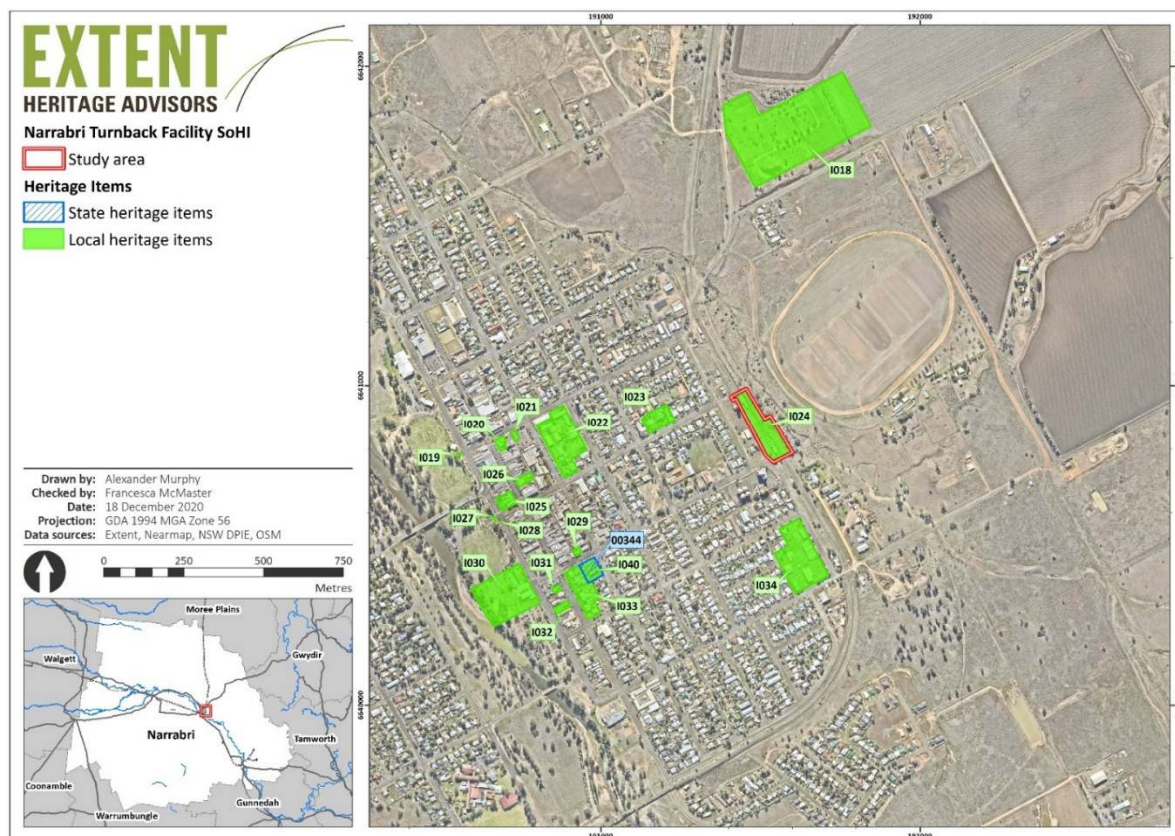 EXTENT
HERITAGE ADVISORS
Narrabri Turnback Facility SoHI
Study area
Heritage Items
State heritage items
Local heritage items
Drawn by: Alexander Murphy
Checked by: Francesca McMaster
Date: 18 December 2020
Projection: GDA 1994 MGA Zone 56
Data sources: Extent, Nearmap, NSW DPIE, OSM
0 250 500 750
Metres
Moree Plains
Walgett
Gwydir
Narrabri
Tamworth
Coonamble
Gunnedah
Warrumbungle
191000 192000
6642000
I018
6641000
I023
I024
I021
I020
I022
I019
I026
I025
I027
I028
I029
00344
I030
I031
I040
I034
I033
I032
6640000
191000 192000